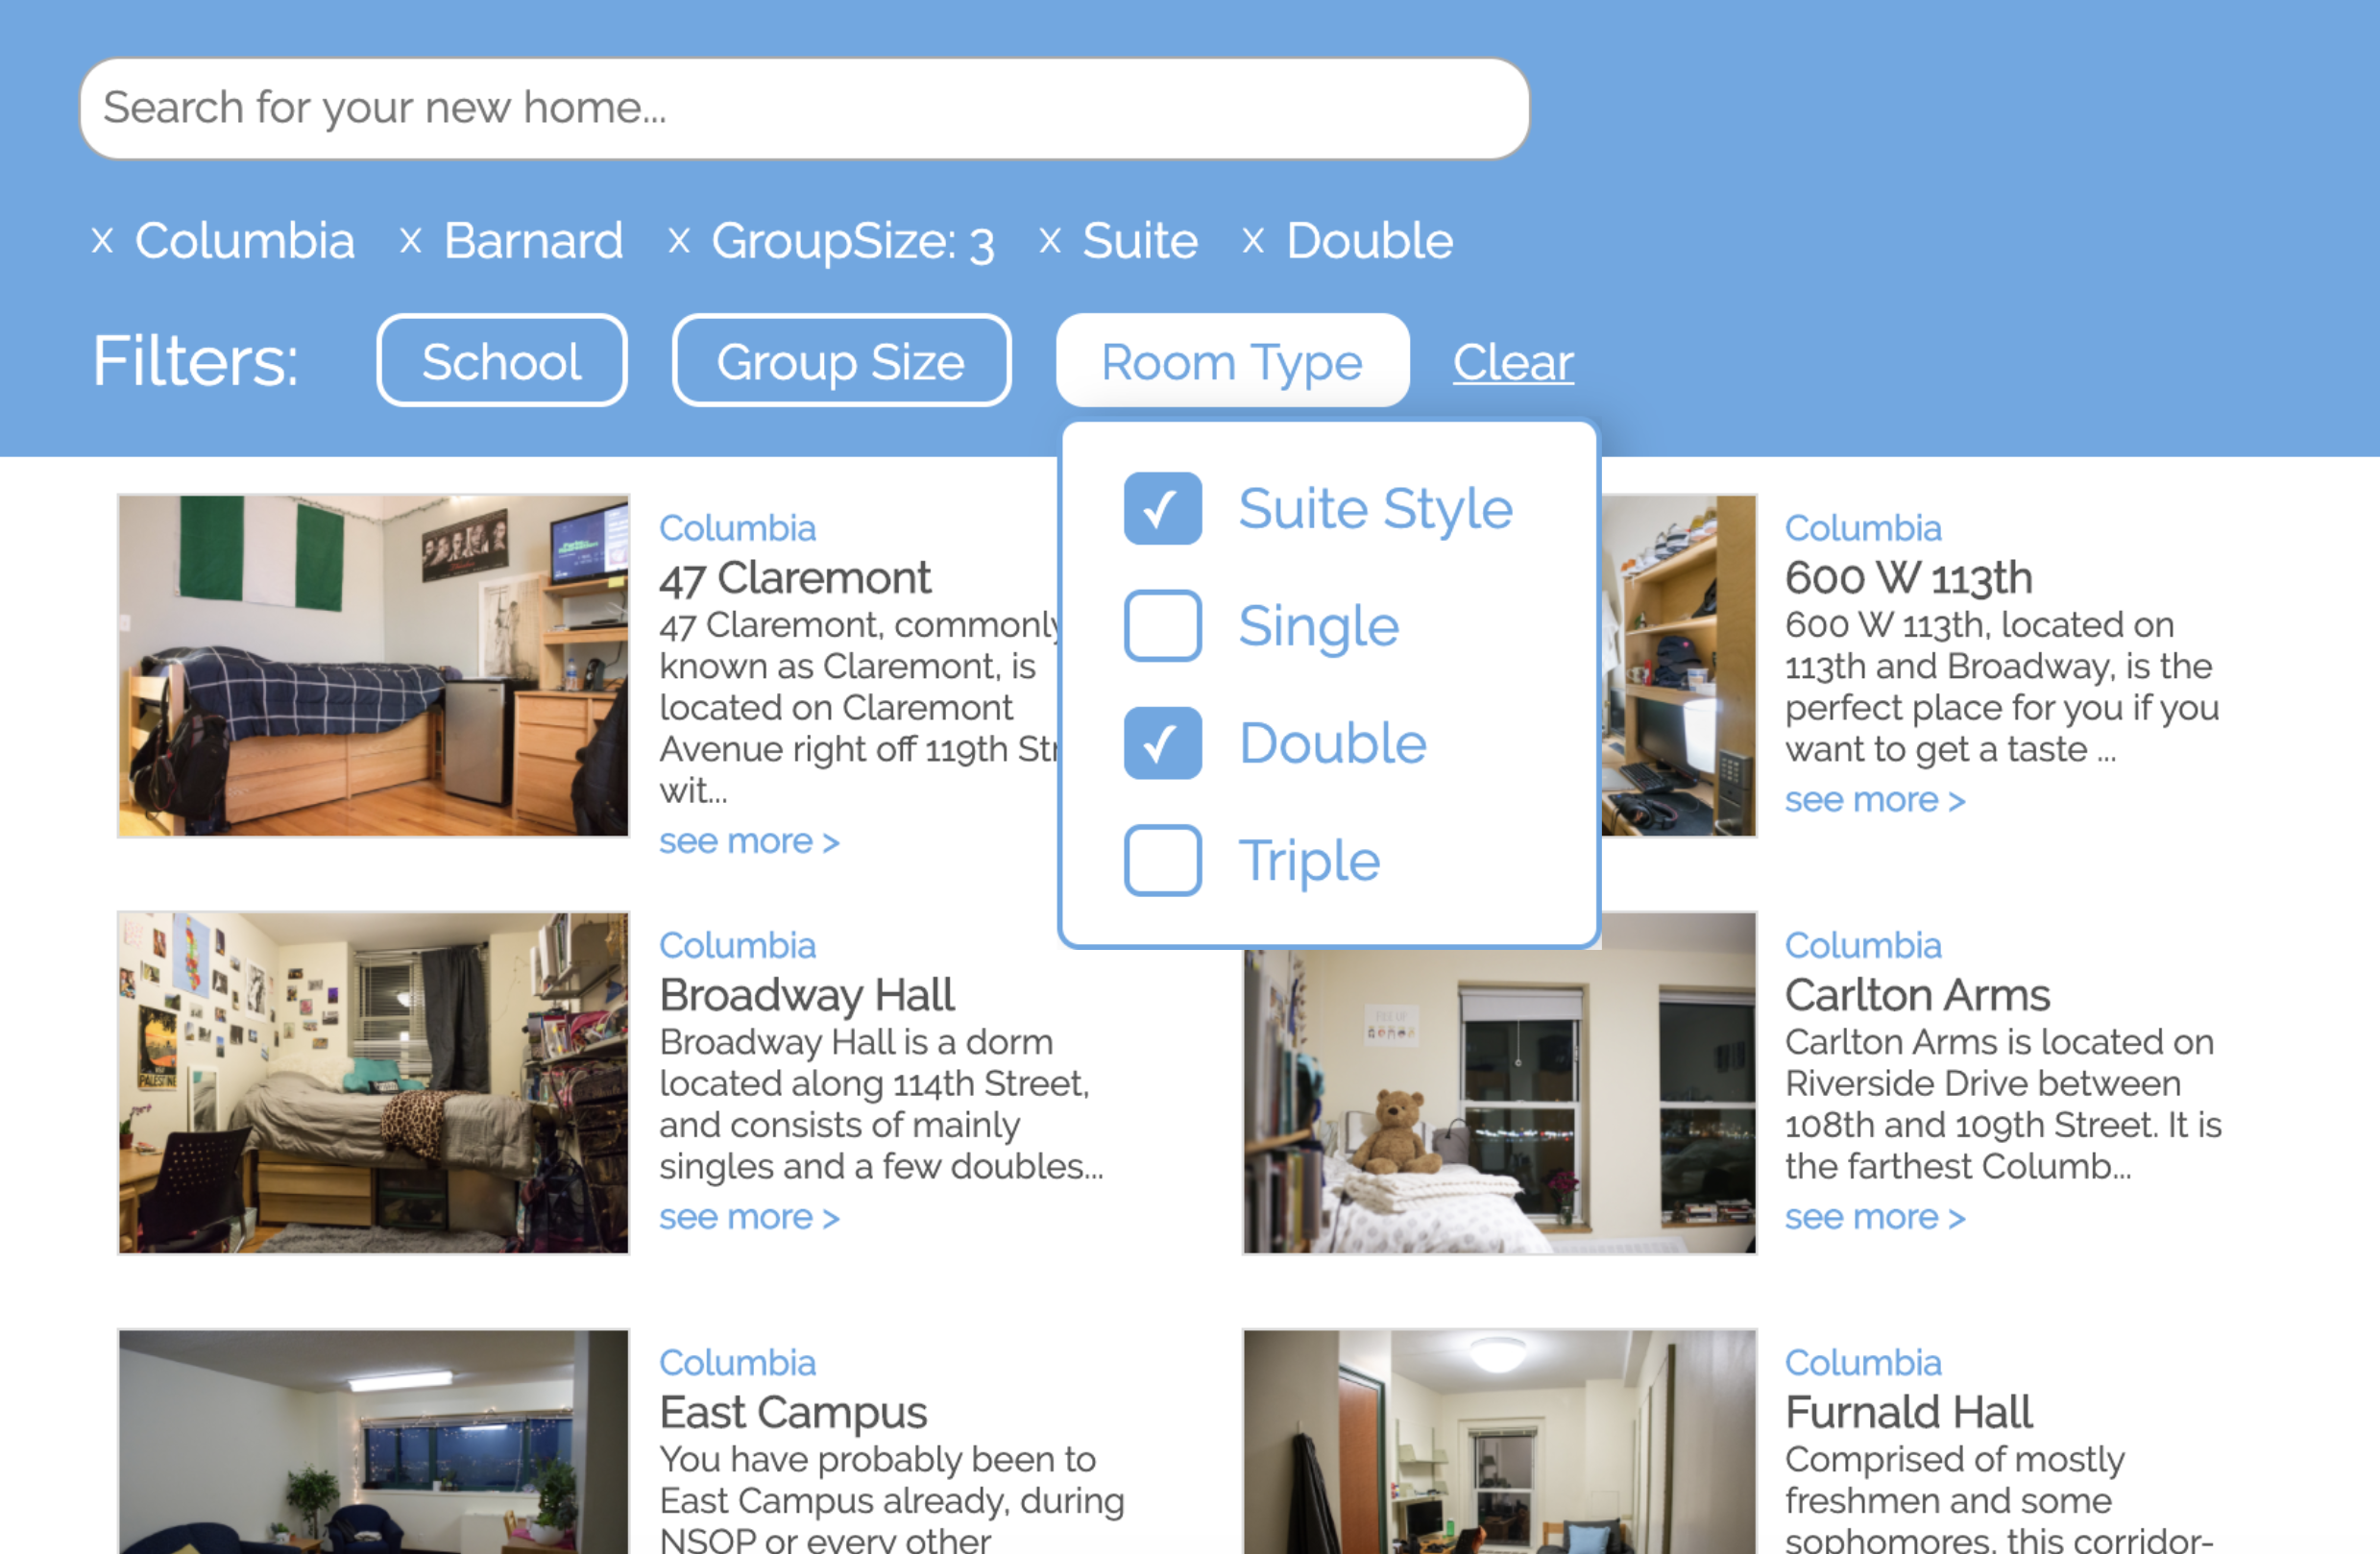 Search for your new home...
x Columbia x Barnard x GroupSize: 3 x Suite x Double
Filters: School Group Size Room Type Clear
Suite Style
Single
Double
Triple
Columbia
47 Claremont
47 Claremont, commonly
known as Claremont, is
located on Claremont
Avenue right off 119th Str
wit...
see more >
Columbia
600 W 113th
600 W 113th, located on
113th and Broadway, is the
perfect place for you if you
want to get a taste ...
see more >
Columbia
Broadway Hall
Broadway Hall is a dorm
located along 114th Street,
and consists of mainly
singles and a few doubles...
see more >
PALESTINE
Columbia
Carlton Arms
Carlton Arms is located on
Riverside Drive between
108th and 109th Street. It is
the farthest Columb...
see more >
Columbia
East Campus
You have probably been to
East Campus already, during
NSOP or every other
Columbia
Furnald Hall
Comprised of mostly
freshmen and some
sophomores, this corridor-